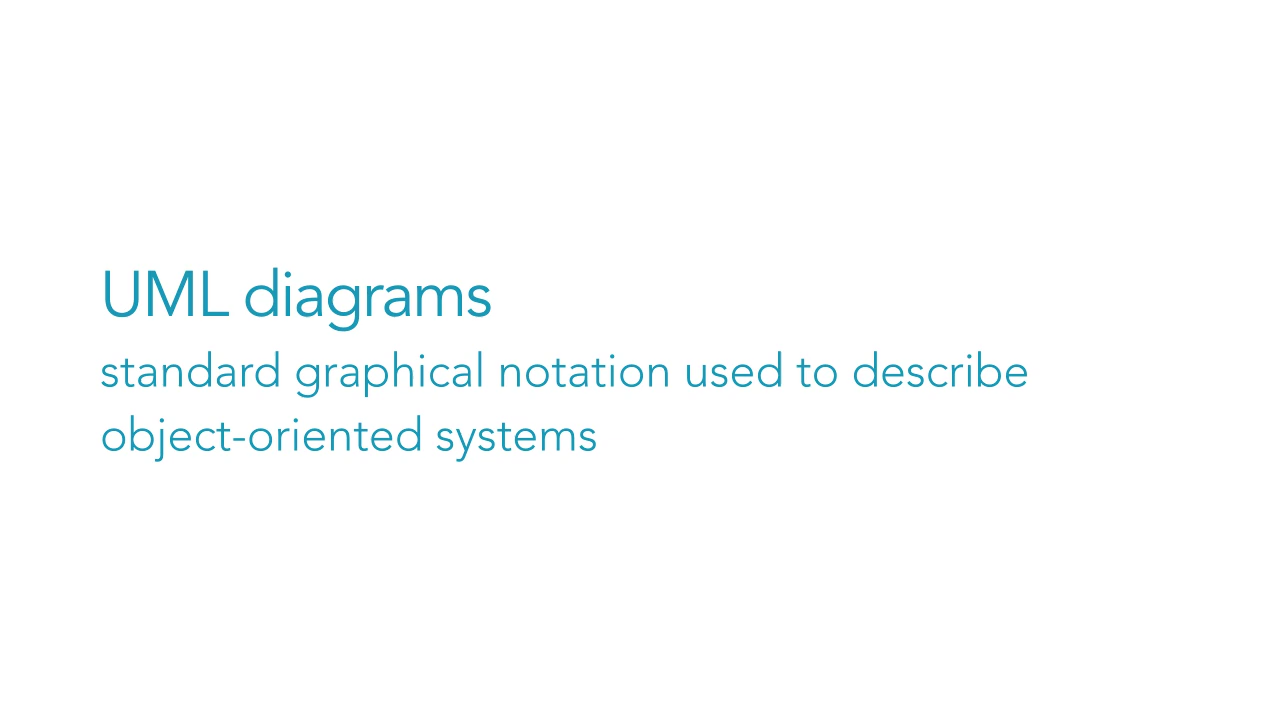 UML diagrams
standard graphical notation used to describe
object-oriented systems